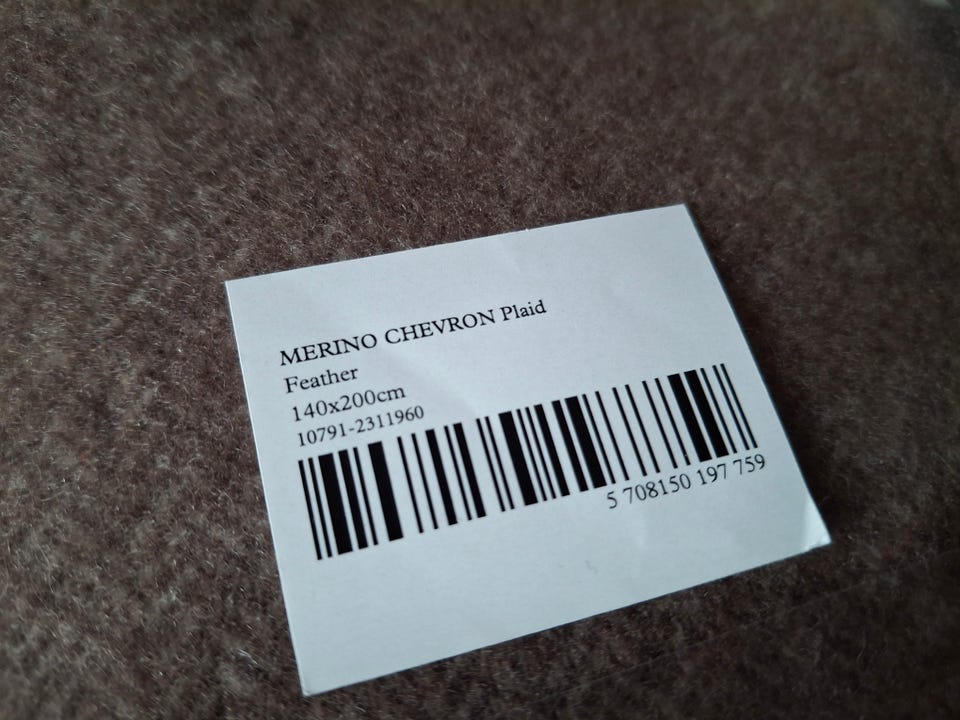 MERINO CHEVRON Plaid
Feather
140x200cm
10791-2311960
5 708150 197 759